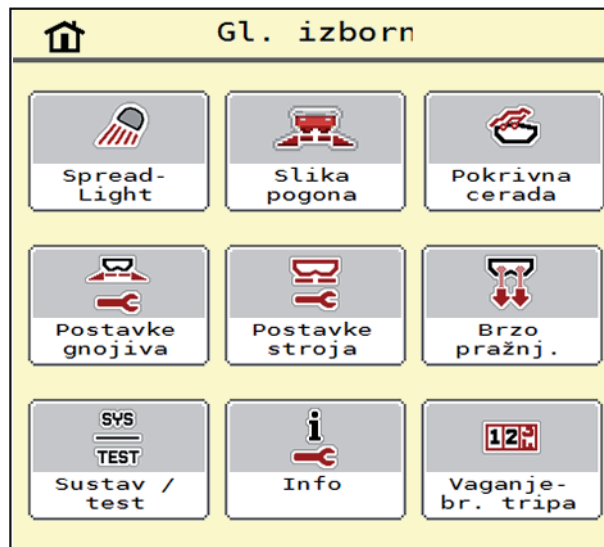 Gl. izborn
Spread-
Light
Slika
pogona
Pokrivna
cerada
Postavke
gnojiva
Postavke
stroja
Brzo
pražnj.
SYS
TEST
Sustav /
test
i
Info
12
Vaganje-
br. tripa